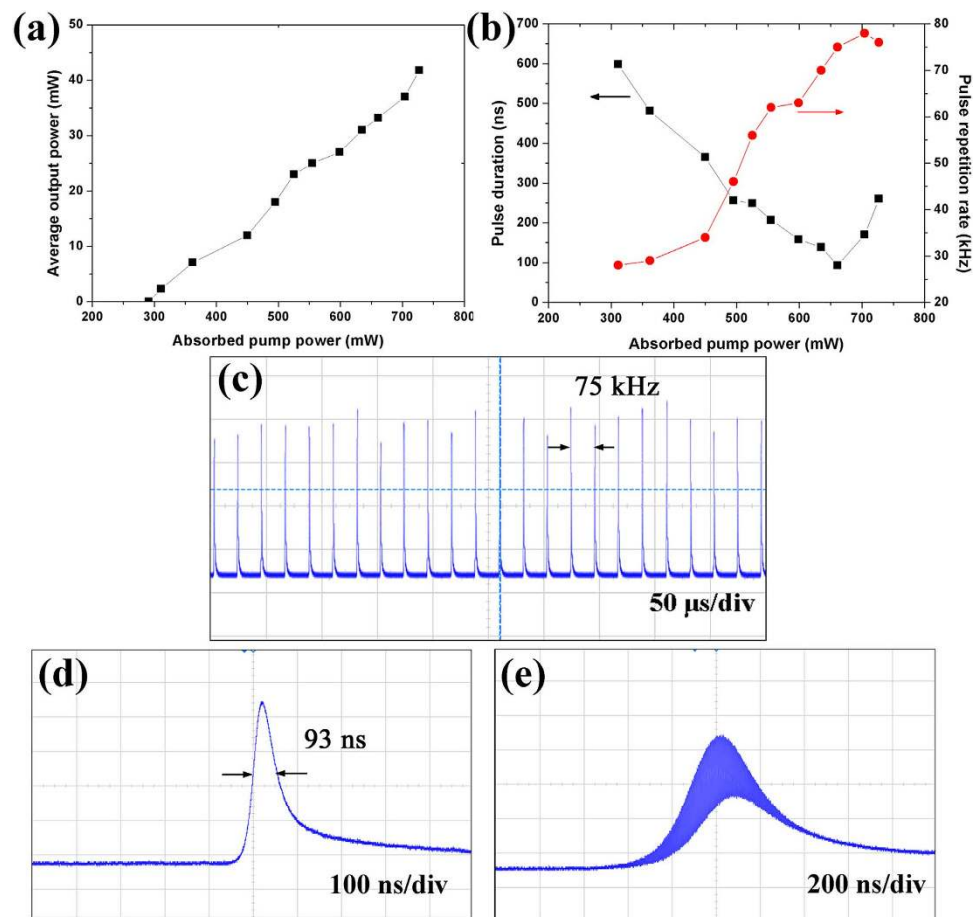 (a)
50
40
30
20
10
0
Average output power (mW)
200 300 400 500 600 700 800
Absorbed pump power (mW)
(b)
700
600
500
400
300
200
100
0
Pulse duration (ns)
80
70
60
50
40
30
20
Pulse repetition rate (kHz)
200 300 400 500 600 700 800
Absorbed pump power (mW)
(c)
75 kHz
50 µs/div
(d)
93 ns
100 ns/div
(e)
200 ns/div